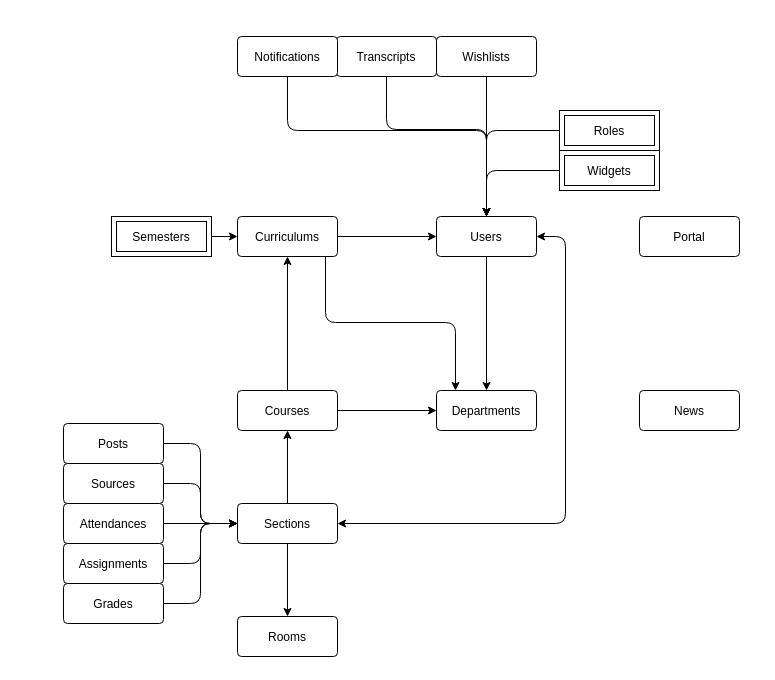 Notifications
Transcripts
Wishlists
Roles
Widgets
Semesters
Curriculums
Users
Portal
Courses
Departments
News
Posts
Sources
Attendances
Sections
Assignments
Grades
Rooms